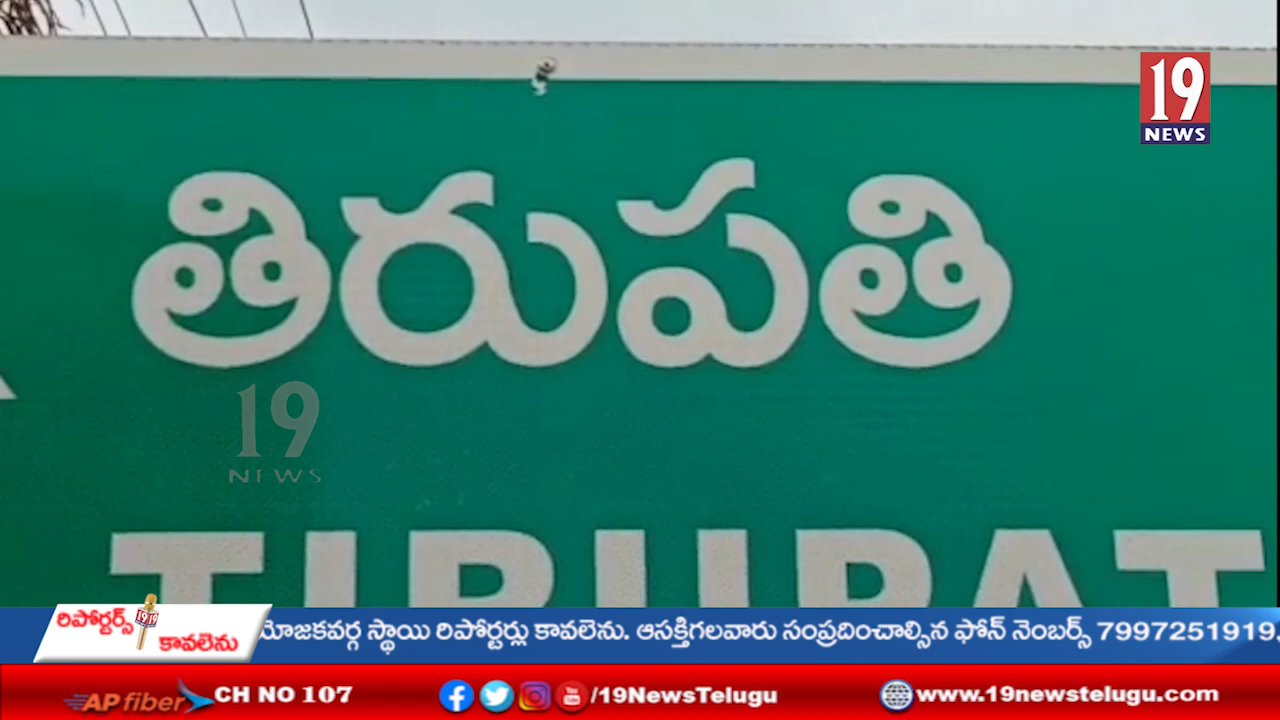 19
NEWS
తిరుపతి
19
NEWS
TIRUPAT
రిపోర్టర్స్ కావలెను
యోజకవర్గ స్థాయి రిపోర్టర్లు కావలెను. ఆసక్తిగలవారు సంప్రదించాల్సిన ఫోన్ నెంబర్స్ 7997251919
AP fiber CH NO 107 /19NewsTelugu www.19newstelugu.com